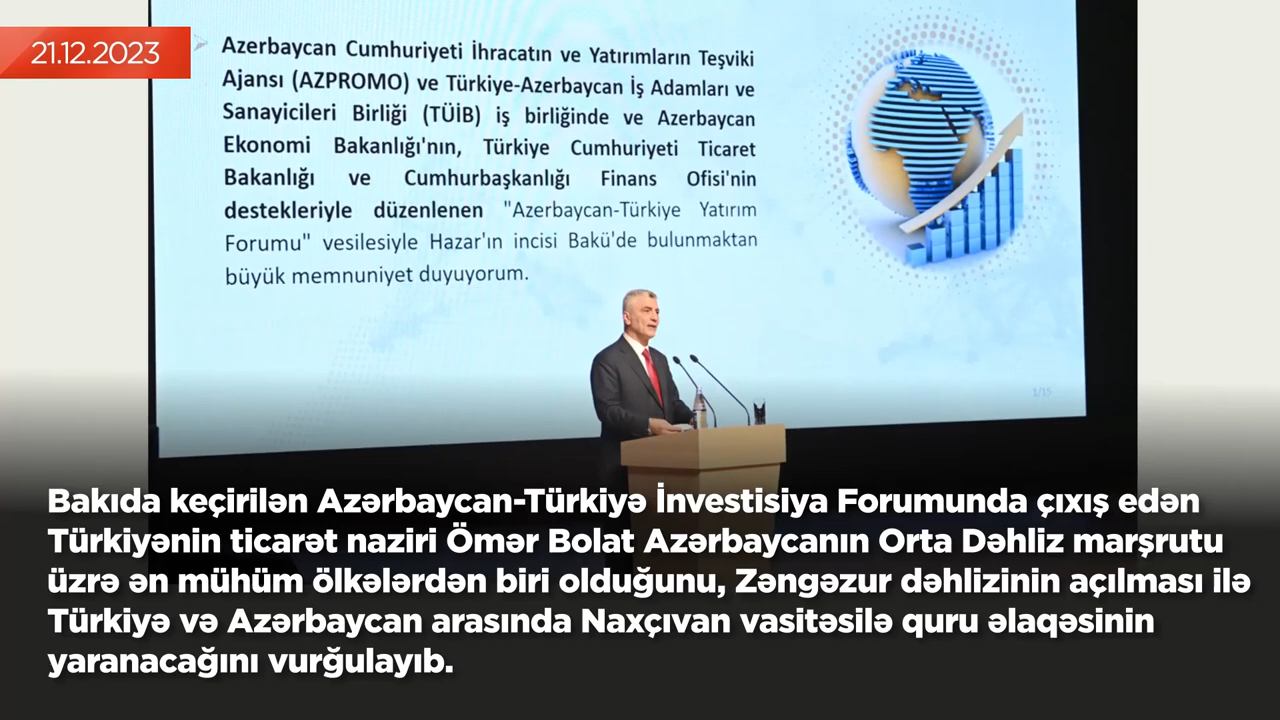 21.12.2023
Azerbaycan Cumhuriyeti İhracatın ve Yatırımların Teşviki
Ajansı (AZPROMO) ve Türkiye-Azerbaycan İş Adamları ve
Sanayicileri Birliği (TÜİB) iş birliğinde ve Azerbaycan
Ekonomi Bakanlığı'nın, Türkiye Cumhuriyeti Ticaret
Bakanlığı ve Cumhurbaşkanlığı Finans Ofisi'nin
destekleriyle düzenlenen "Azerbaycan-Türkiye Yatırım
Forumu" vesilesiyle Hazar'ın incisi Bakü'de bulunmaktan
büyük memnuniyet duyuyorum.
1/15
Bakıda keçirilən Azərbaycan-Türkiyə İnvestisiya Forumunda çıxış edən
Türkiyənin ticarət naziri Ömər Bolat Azərbaycanın Orta Dəhliz marşrutu
üzrə ən mühüm ölkələrdən biri olduğunu, Zəngəzur dəhlizinin açılması ilə
Türkiyə və Azərbaycan arasında Naxçıvan vasitəsilə quru əlaqəsinin
yaranacağını vurğulayıb.